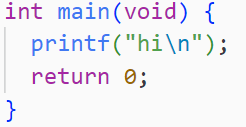 int main(void) {
  printf("hi\n");
  return 0;
}